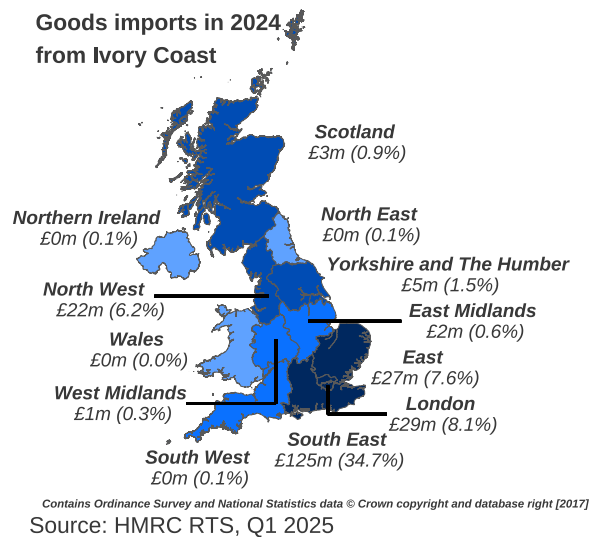 Goods imports in 2024
from Ivory Coast
Scotland
£3m (0.9%)
Northern Ireland
£0m (0.1%)
North East
£0m (0.1%)
Yorkshire and The Humber
£5m (1.5%)
North West
£22m (6.2%)
East Midlands
£2m (0.6%)
Wales
£0m (0.0%)
East
£27m (7.6%)
West Midlands
£1m (0.3%)
London
£29m (8.1%)
South East
£125m (34.7%)
South West
£0m (0.1%)
Contains Ordinance Survey and National Statistics data © Crown copyright and database right [2017]
Source: HMRC RTS, Q1 2025